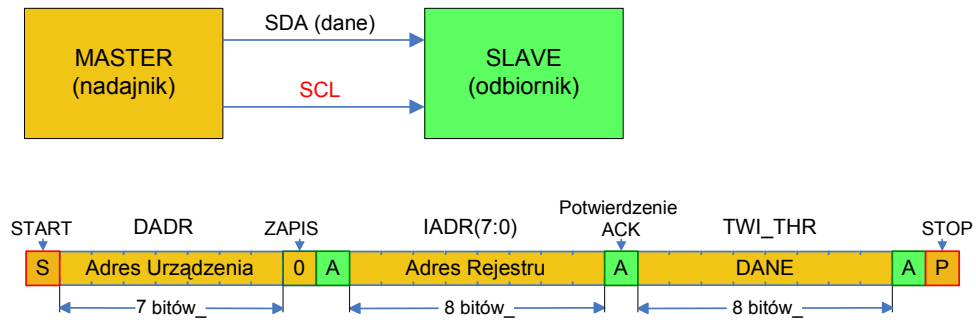 MASTER
(nadajnik)
SDA (dane)
SCL
SLAVE
(odbiornik)
START
DADR
ZAPIS
IADR(7:0)
Potwierdzenie
ACK
TWI_THR
STOP
S
Adres Urządzenia
0
A
Adres Rejestru
A
DANE
A
P
7 bitów_
8 bitów_
8 bitów_